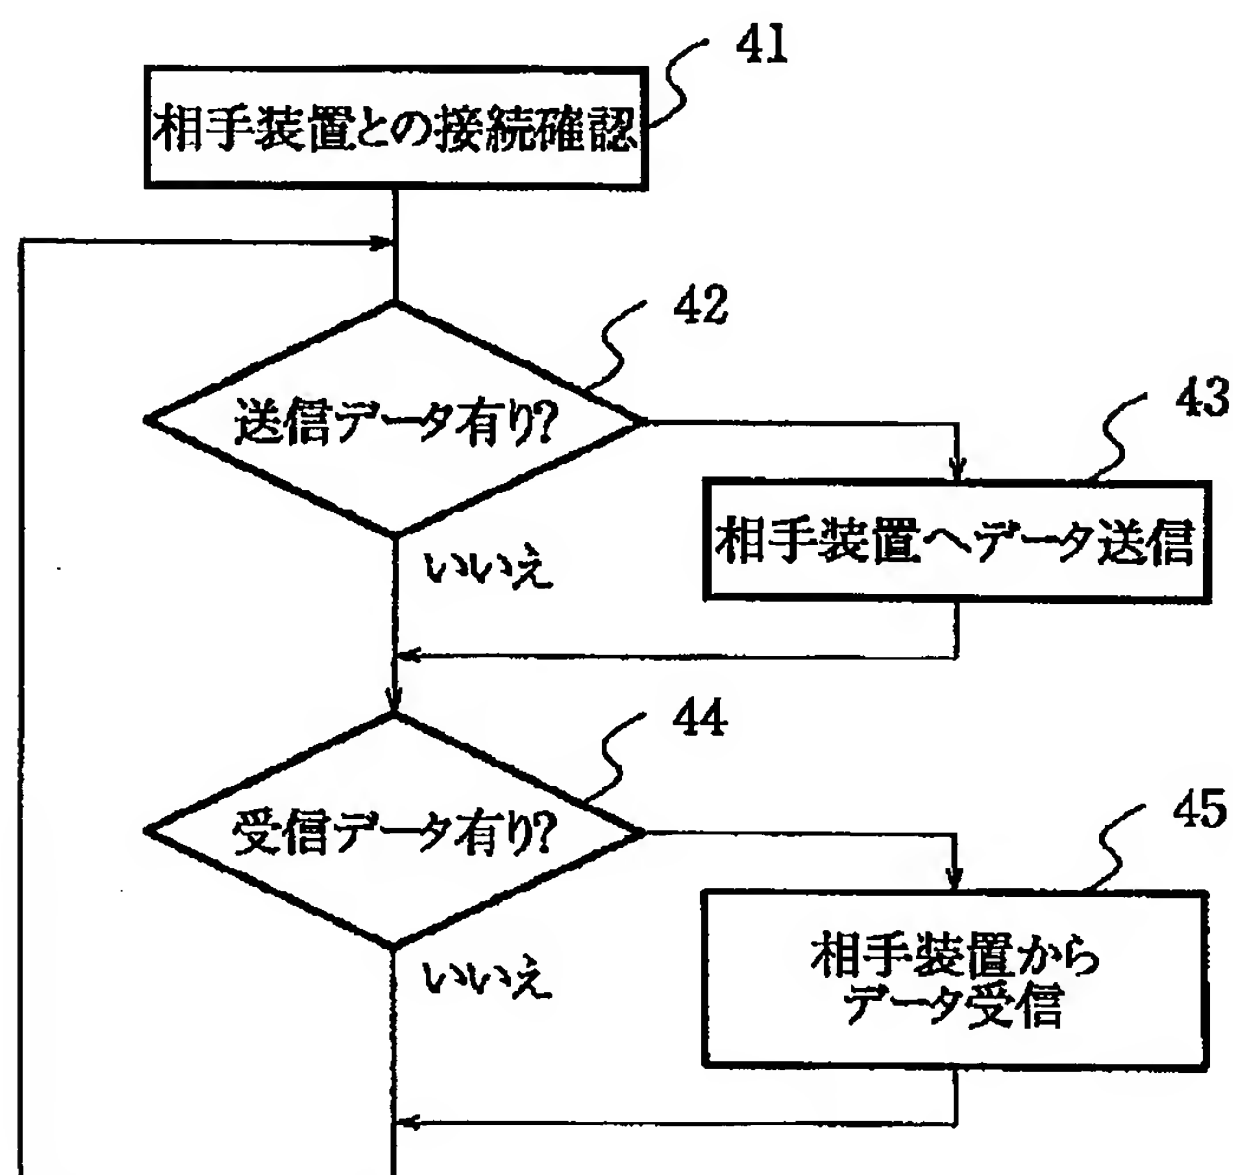 41
相手装置との接続確認
42
送信データ有り?
43
相手装置へデータ送信
いいえ
44
受信データ有り?
45
相手装置から
データ受信
いいえ